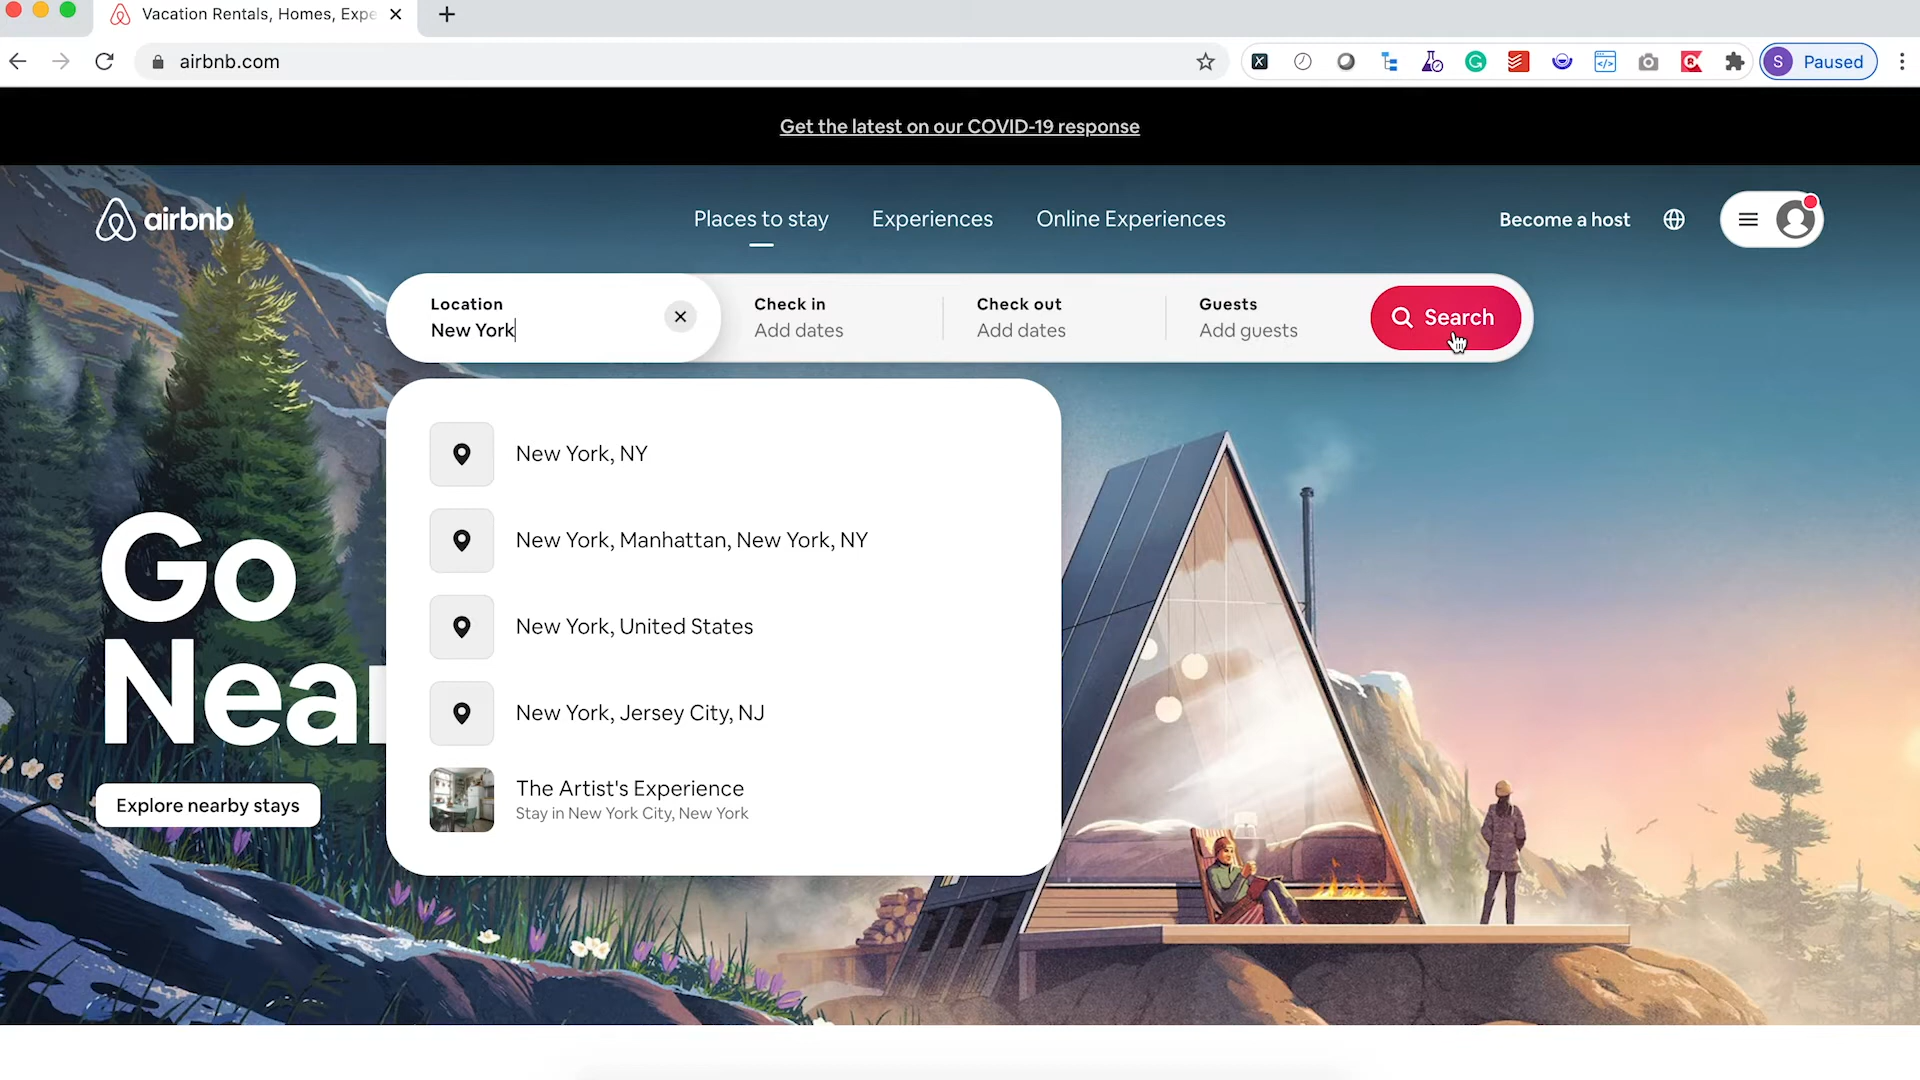 Vacation Rentals, Homes, Expe
airbnb.com
S Paused
Get the latest on our COVID-19 response
airbnb
Places to stay
Experiences
Online Experiences
Become a host
Location
New York
Check in
Add dates
Check out
Add dates
Guests
Add guests
Search
New York, NY
New York, Manhattan, New York, NY
New York, United States
New York, Jersey City, NJ
The Artist's Experience
Stay in New York City, New York
Go
Near
Explore nearby stays